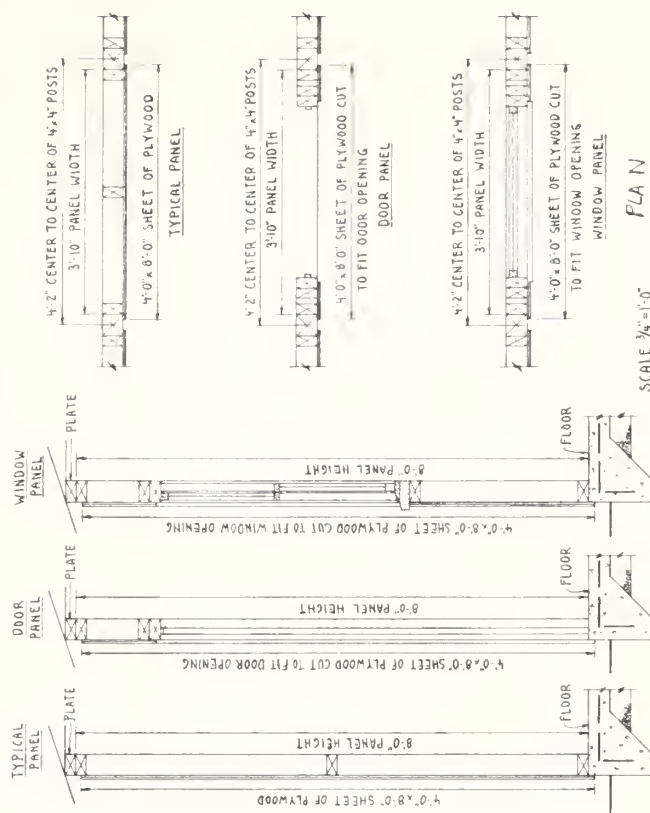 4'-2" CENTER TO CENTER OF 4"x4" POSTS
3'-10" PANEL WIDTH
4'-0"x 8'-0" SHEET OF PLYWOOD
TYPICAL PANEL
4'-2" CENTER TO CENTER OF 4"x4" POSTS
3'-10" PANEL WIDTH
4'-0"x 8'-0" SHEET OF PLYWOOD CUT
TO FIT DOOR OPENING
DOOR PANEL
4'-2" CENTER TO CENTER OF 4"x4" POSTS
3'-10" PANEL WIDTH
4'-0"x 8'-0" SHEET OF PLYWOOD CUT
TO FIT WINDOW OPENING
WINDOW PANEL
PLAN
SCALE 3/4"=1'-0"
WINDOW
PANEL
PLATE
8'-0" PANEL HEIGHT
4'-0"x 8'-0" SHEET OF PLYWOOD CUT TO FIT WINDOW OPENING
FLOOR
DOOR
PANEL
PLATE
8'-0" PANEL HEIGHT
4'-0"x 8'-0" SHEET OF PLYWOOD CUT TO FIT DOOR OPENING
FLOOR
TYPICAL
PANEL
PLATE
8'-0" PANEL HEIGHT
4'-0"x 8'-0" SHEET OF PLYWOOD
FLOOR